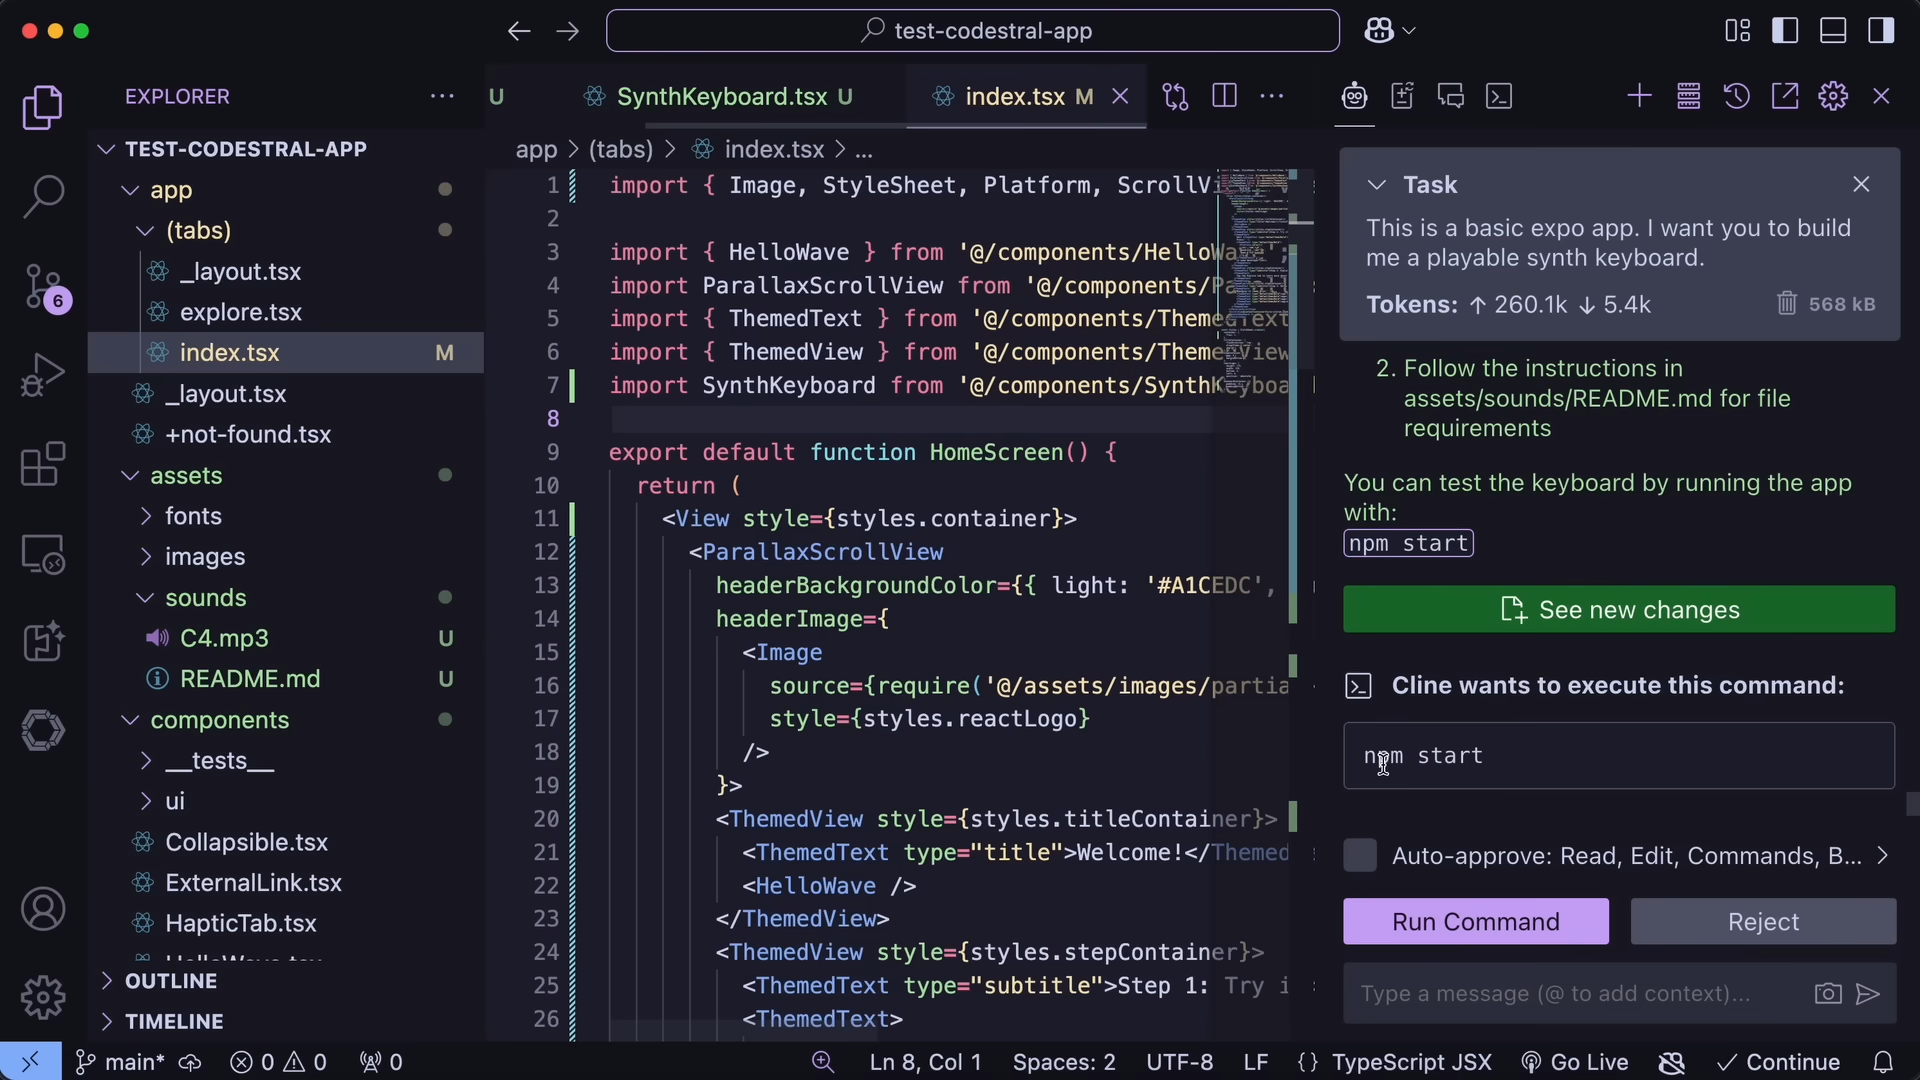 test-codestral-app
EXPLORER
TEST-CODESTRAL-APP
app
(tabs)
_layout.tsx
explore.tsx
index.tsx M
_layout.tsx
+not-found.tsx
assets
fonts
images
sounds
C4.mp3 U
README.md U
components
__tests__
ui
Collapsible.tsx
ExternalLink.tsx
HapticTab.tsx
OUTLINE
TIMELINE
6
U
SynthKeyboard.tsx U
index.tsx M
app > (tabs) > index.tsx > ...
1 import { Image, StyleSheet, Platform, ScrollV
2
3 import { HelloWave } from '@/components/HelloWave';
4 import ParallaxScrollView from '@/components/Pa
5 import { ThemedText } from '@/components/ThemedText
6 import { ThemedView } from '@/components/ThemedView
7 import SynthKeyboard from '@/components/SynthKeyboa
8
9 export default function HomeScreen() {
10 return (
11 <View style={styles.container}>
12 <ParallaxScrollView
13 headerBackgroundColor={{ light: '#A1CEDC',
14 headerImage={
15 <Image
16 source={require('@/assets/images/partia
17 style={styles.reactLogo}
18 />
19 }>
20 <ThemedView style={styles.titleContainer}>
21 <ThemedText type="title">Welcome!</Themed
22 <HelloWave />
23 </ThemedView>
24 <ThemedView style={styles.stepContainer}>
25 <ThemedText type="subtitle">Step 1: Try i
26 <ThemedText>
Task
This is a basic expo app. I want you to build
me a playable synth keyboard.
Tokens: ↑ 260.1k ↓ 5.4k 568 kB
2. Follow the instructions in
assets/sounds/README.md for file
requirements
You can test the keyboard by running the app
with:
npm start
See new changes
Cline wants to execute this command:
npm start
Auto-approve: Read, Edit, Commands, B... >
Run Command Reject
Type a message (@ to add context)...
main* 0 0 0 Ln 8, Col 1 Spaces: 2 UTF-8 LF {} TypeScript JSX Go Live Continue